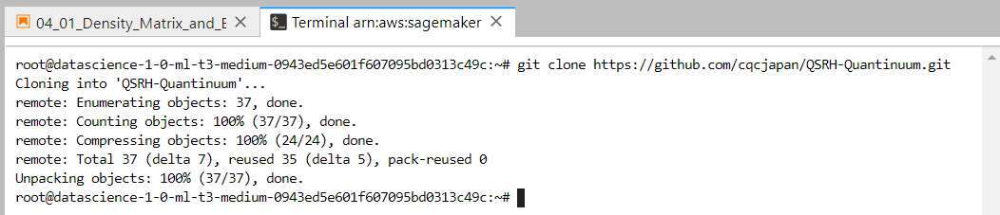 04_01_Density_Matrix_and_E
Terminal arn:aws:sagemaker
root@datascience-1-0-ml-t3-medium-0943ed5e601f607095bd0313c49c:~# git clone https://github.com/cqcjapan/QSRH-Quantinuum.git
Cloning into 'QSRH-Quantinuum'...
remote: Enumerating objects: 37, done.
remote: Counting objects: 100% (37/37), done.
remote: Compressing objects: 100% (24/24), done.
remote: Total 37 (delta 7), reused 35 (delta 5), pack-reused 0
Unpacking objects: 100% (37/37), done.
root@datascience-1-0-ml-t3-medium-0943ed5e601f607095bd0313c49c:~#